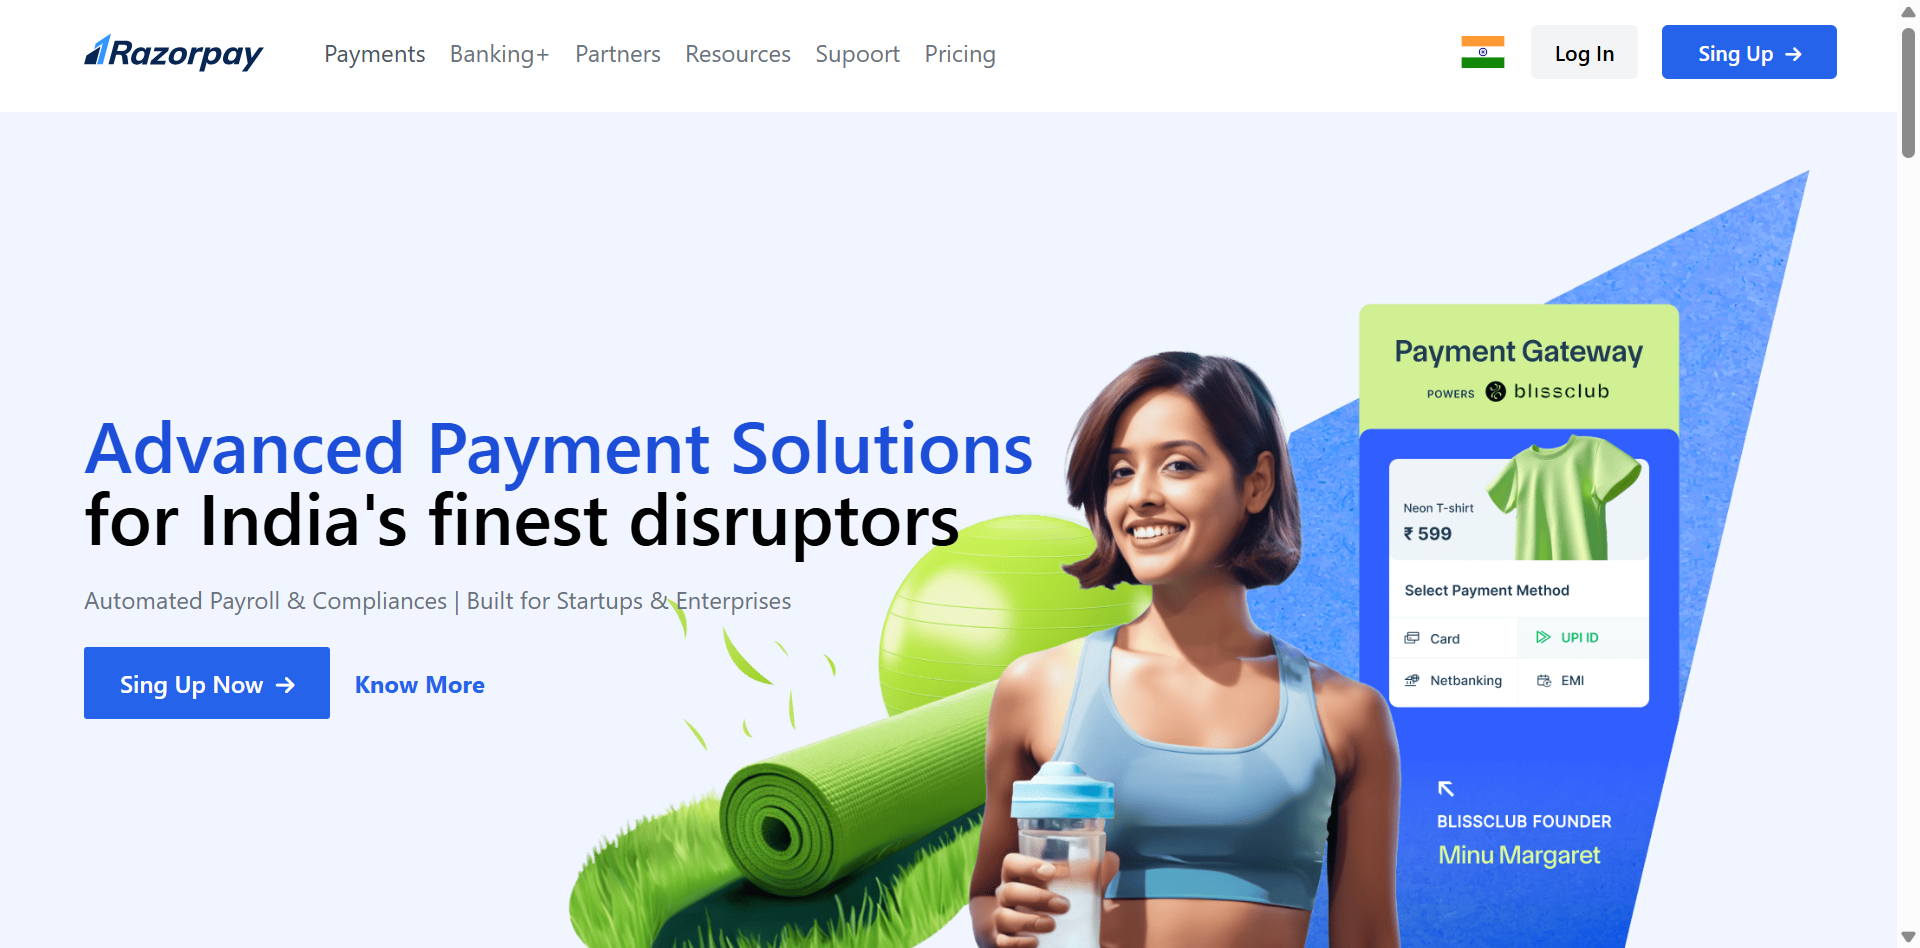 Razorpay
Payments Banking+ Partners Resources Supoort Pricing
Log In
Sing Up →
Advanced Payment Solutions
for India's finest disruptors
Automated Payroll & Compliances | Built for Startups & Enterprises
Sing Up Now →
Know More
Payment Gateway
POWERS blissclub
Neon T-shirt
₹ 599
Select Payment Method
Card
UPI ID
Netbanking
EMI
BLISSCLUB FOUNDER
Minu Margaret